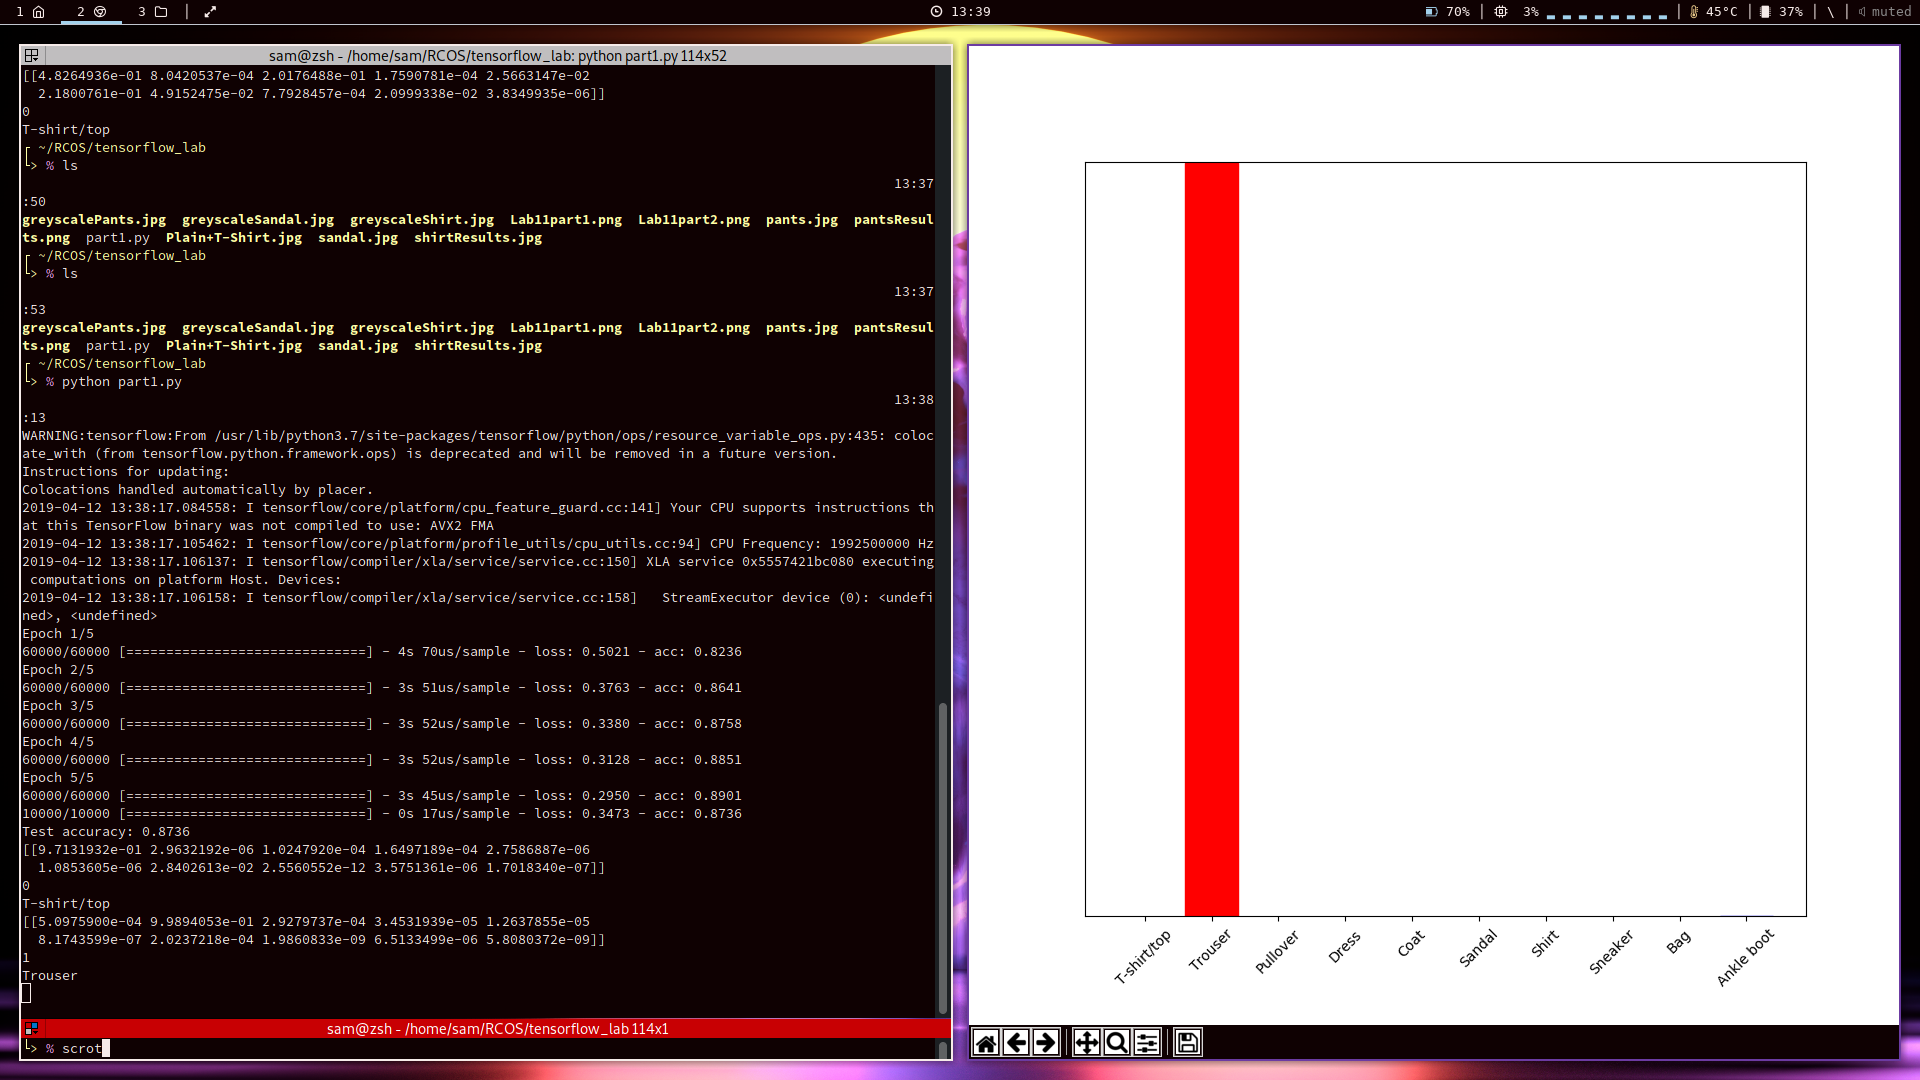 1 2 3 13:39 70% 3% 45°C 37% \ muted
sam@zsh - /home/sam/RCOS/tensorflow_lab: python part1.py 114x52
[[4.8264936e-01 8.0420537e-04 2.0176488e-01 1.7590781e-04 2.5663147e-02
2.1800761e-01 4.9152475e-02 7.7928457e-04 2.0999338e-02 3.8349935e-06]]
0
T-shirt/top
~/RCOS/tensorflow_lab
% ls
13:37
:50
greyscalePants.jpg greyscaleSandal.jpg greyscaleShirt.jpg Lab11part1.png Lab11part2.png pants.jpg pantsResul
ts.png part1.py Plain+T-Shirt.jpg sandal.jpg shirtResults.jpg
~/RCOS/tensorflow_lab
% ls
13:37
:53
greyscalePants.jpg greyscaleSandal.jpg greyscaleShirt.jpg Lab11part1.png Lab11part2.png pants.jpg pantsResul
ts.png part1.py Plain+T-Shirt.jpg sandal.jpg shirtResults.jpg
~/RCOS/tensorflow_lab
% python part1.py
13:38
:13
WARNING:tensorflow:From /usr/lib/python3.7/site-packages/tensorflow/python/ops/resource_variable_ops.py:435: coloc
ate_with (from tensorflow.python.framework.ops) is deprecated and will be removed in a future version.
Instructions for updating:
Colocations handled automatically by placer.
2019-04-12 13:38:17.084558: I tensorflow/core/platform/cpu_feature_guard.cc:141] Your CPU supports instructions th
at this TensorFlow binary was not compiled to use: AVX2 FMA
2019-04-12 13:38:17.105462: I tensorflow/core/platform/profile_utils/cpu_utils.cc:94] CPU Frequency: 1992500000 Hz
2019-04-12 13:38:17.106137: I tensorflow/compiler/xla/service/service.cc:150] XLA service 0x5557421bc080 executing
computations on platform Host. Devices:
2019-04-12 13:38:17.106158: I tensorflow/compiler/xla/service/service.cc:158] StreamExecutor device (0): <undefi
ned>, <undefined>
Epoch 1/5
60000/60000 [==============================] - 4s 70us/sample - loss: 0.5021 - acc: 0.8236
Epoch 2/5
60000/60000 [==============================] - 3s 51us/sample - loss: 0.3763 - acc: 0.8641
Epoch 3/5
60000/60000 [==============================] - 3s 52us/sample - loss: 0.3380 - acc: 0.8758
Epoch 4/5
60000/60000 [==============================] - 3s 52us/sample - loss: 0.3128 - acc: 0.8851
Epoch 5/5
60000/60000 [==============================] - 3s 45us/sample - loss: 0.2950 - acc: 0.8901
10000/10000 [==============================] - 0s 17us/sample - loss: 0.3473 - acc: 0.8736
Test accuracy: 0.8736
[[9.7131932e-01 2.9632192e-06 1.0247920e-04 1.6497189e-04 2.7586887e-06
1.0853605e-06 2.8402613e-02 2.5560552e-12 3.5751361e-06 1.7018340e-07]]
0
T-shirt/top
[[5.0975900e-04 9.9894053e-01 2.9279737e-04 3.4531939e-05 1.2637855e-05
8.1743599e-07 2.0237218e-04 1.9860833e-09 6.5133499e-06 5.8080372e-09]]
1
Trouser
sam@zsh - /home/sam/RCOS/tensorflow_lab 114x1
% scrot
T-shirt/top
Trouser
Pullover
Dress
Coat
Sandal
Shirt
Sneaker
Bag
Ankle boot